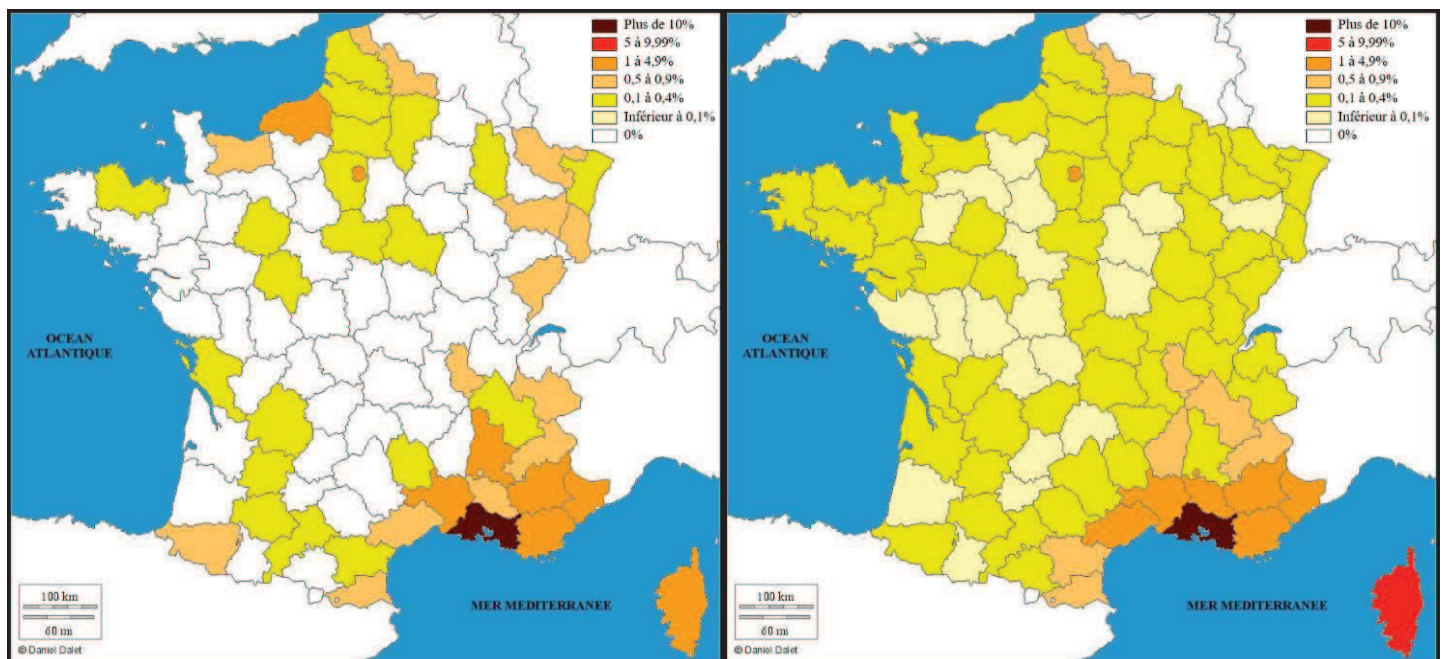 Plus de 10%
5 à 9,99%
1 à 4,9%
0,5 à 0,9%
0,1 à 0,4%
Inférieur à 0,1%
0%
OCEAN
ATLANTIQUE
MER MEDITERRANEE
100 km
60 mi
© Daniel Dalet
Plus de 10%
5 à 9,99%
1 à 4,9%
0,5 à 0,9%
0,1 à 0,4%
Inférieur à 0,1%
0%
OCEAN
ATLANTIQUE
MER MEDITERRANEE
100 km
60 mi
© Daniel Dalet